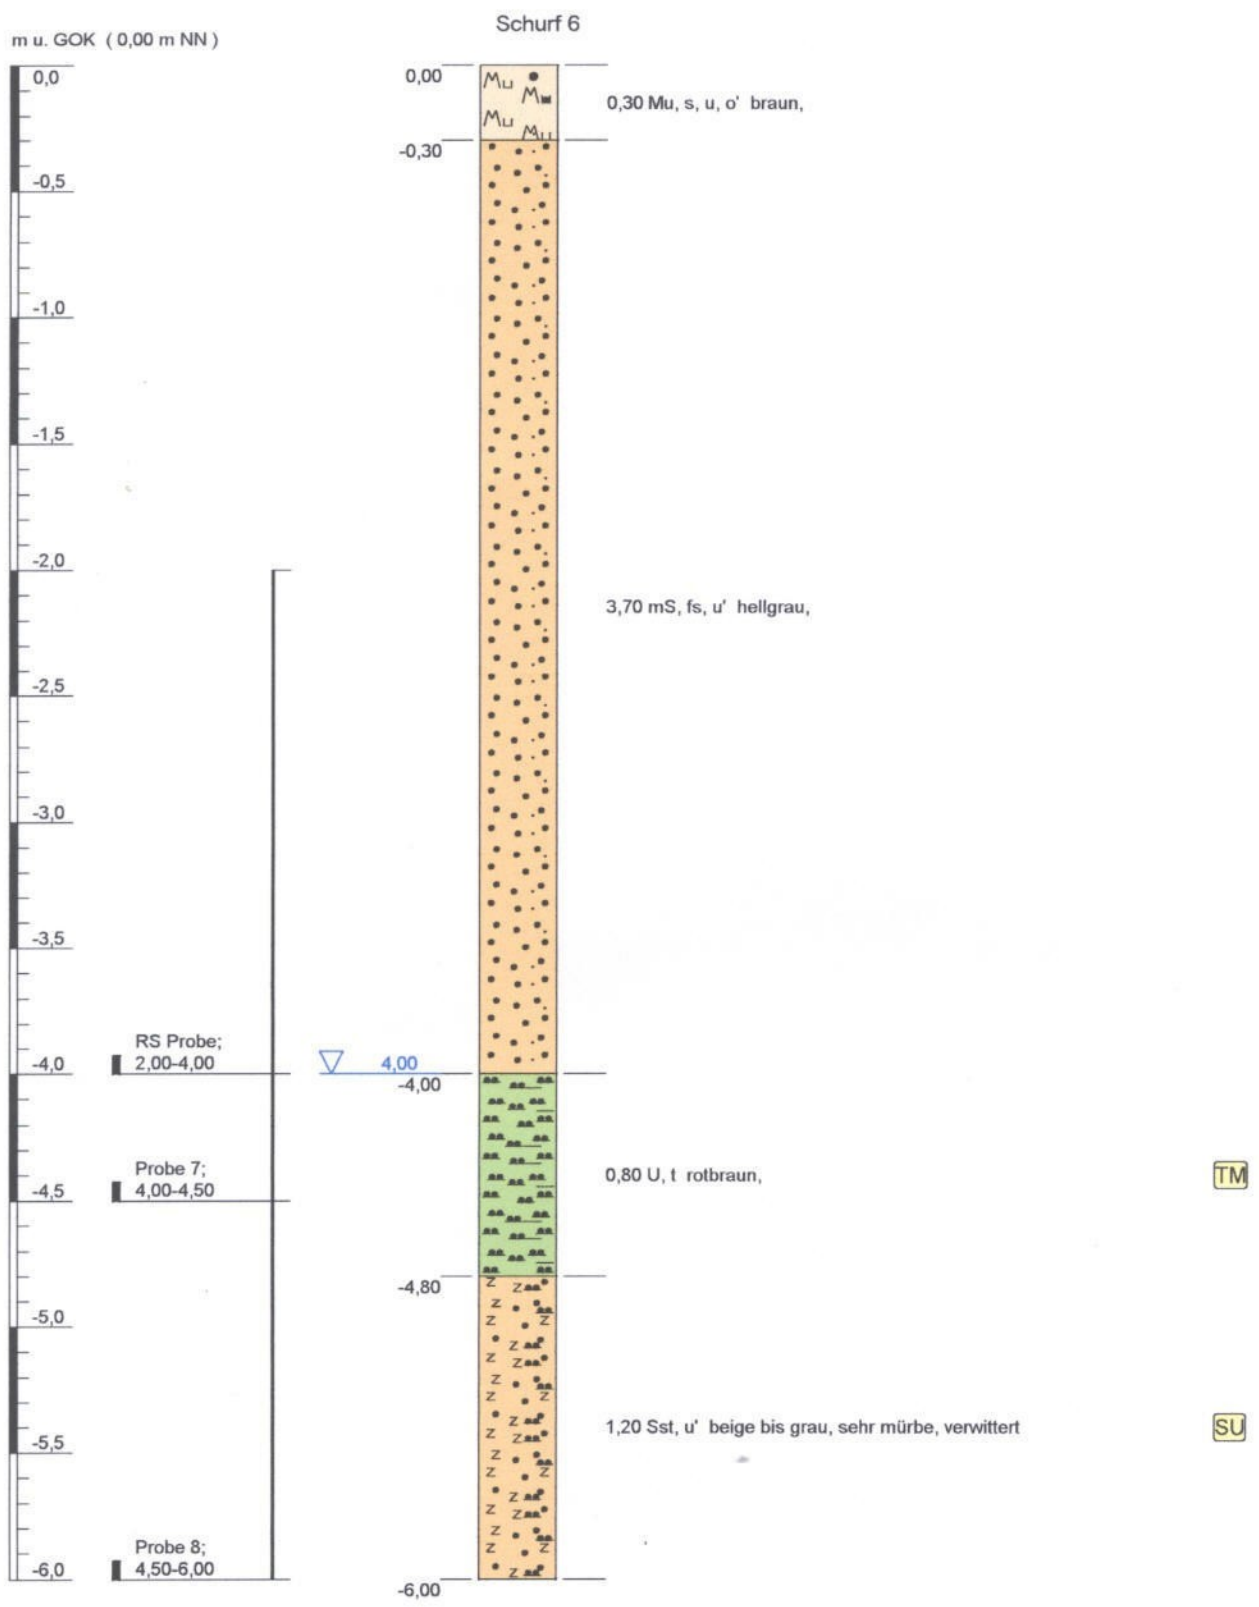 Schurf 6
m u. GOK ( 0,00 m NN )
0,0
-0,5
-1,0
-1,5
-2,0
-2,5
-3,0
-3,5
-4,0
-4,5
-5,0
-5,5
-6,0
RS Probe;
2,00-4,00
Probe 7;
4,00-4,50
Probe 8;
4,50-6,00
4,00
0,00
-0,30
-4,00
-4,80
-6,00
0,30 Mu, s, u, o' braun,
3,70 mS, fs, u' hellgrau,
0,80 U, t rotbraun,
TM
1,20 Sst, u' beige bis grau, sehr mürbe, verwittert
SU